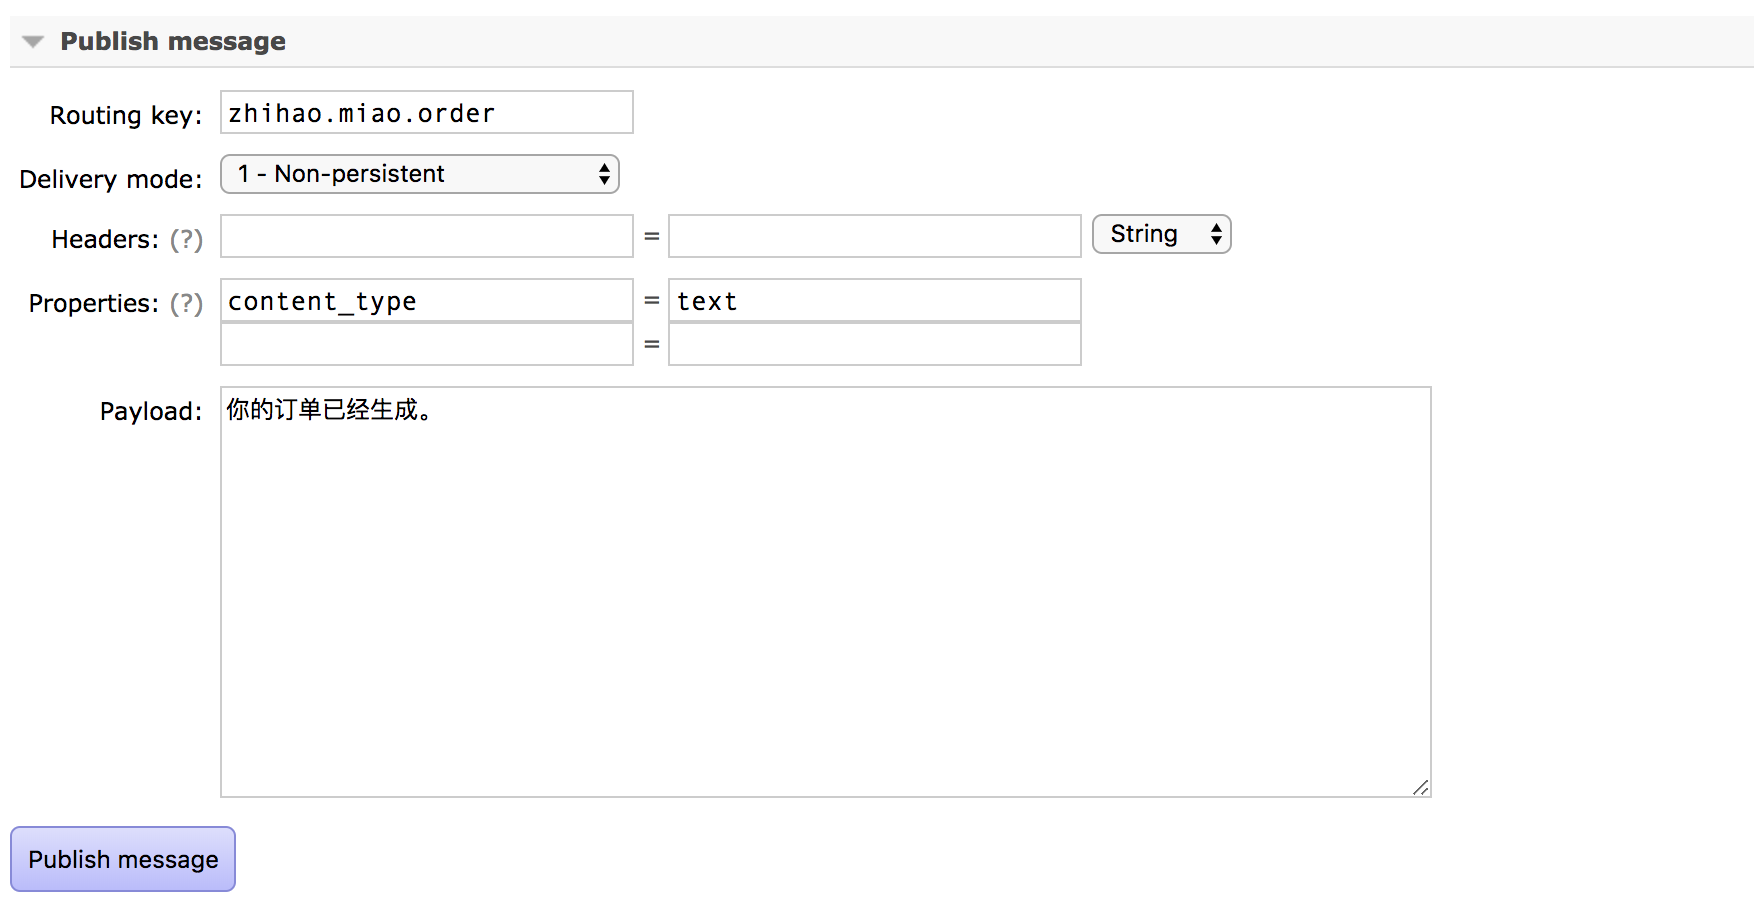 Publish message
Routing key: zhihao.miao.order
Delivery mode: 1 - Non-persistent
Headers: (?) = String
Properties: (?) content_type = text
=
Payload: 你的订单已经生成。
Publish message